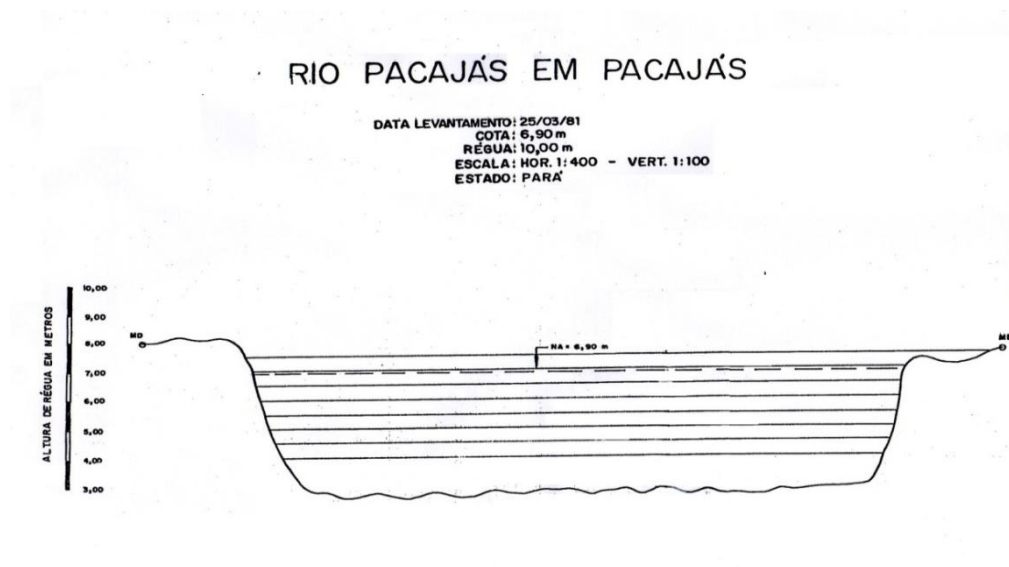 RIO PACAJÁS EM PACAJÁS
DATA LEVANTAMENTO: 25/03/81
COTA: 6,90 m
RÉGUA: 10,00 m
ESCALA: HOR. 1:400 - VERT. 1:100
ESTADO: PARÁ
ALTURA DE RÉGUA EM METROS
10,00
9,00
8,00
7,00
6,00
5,00
4,00
3,00
MD
NA = 6,90 m